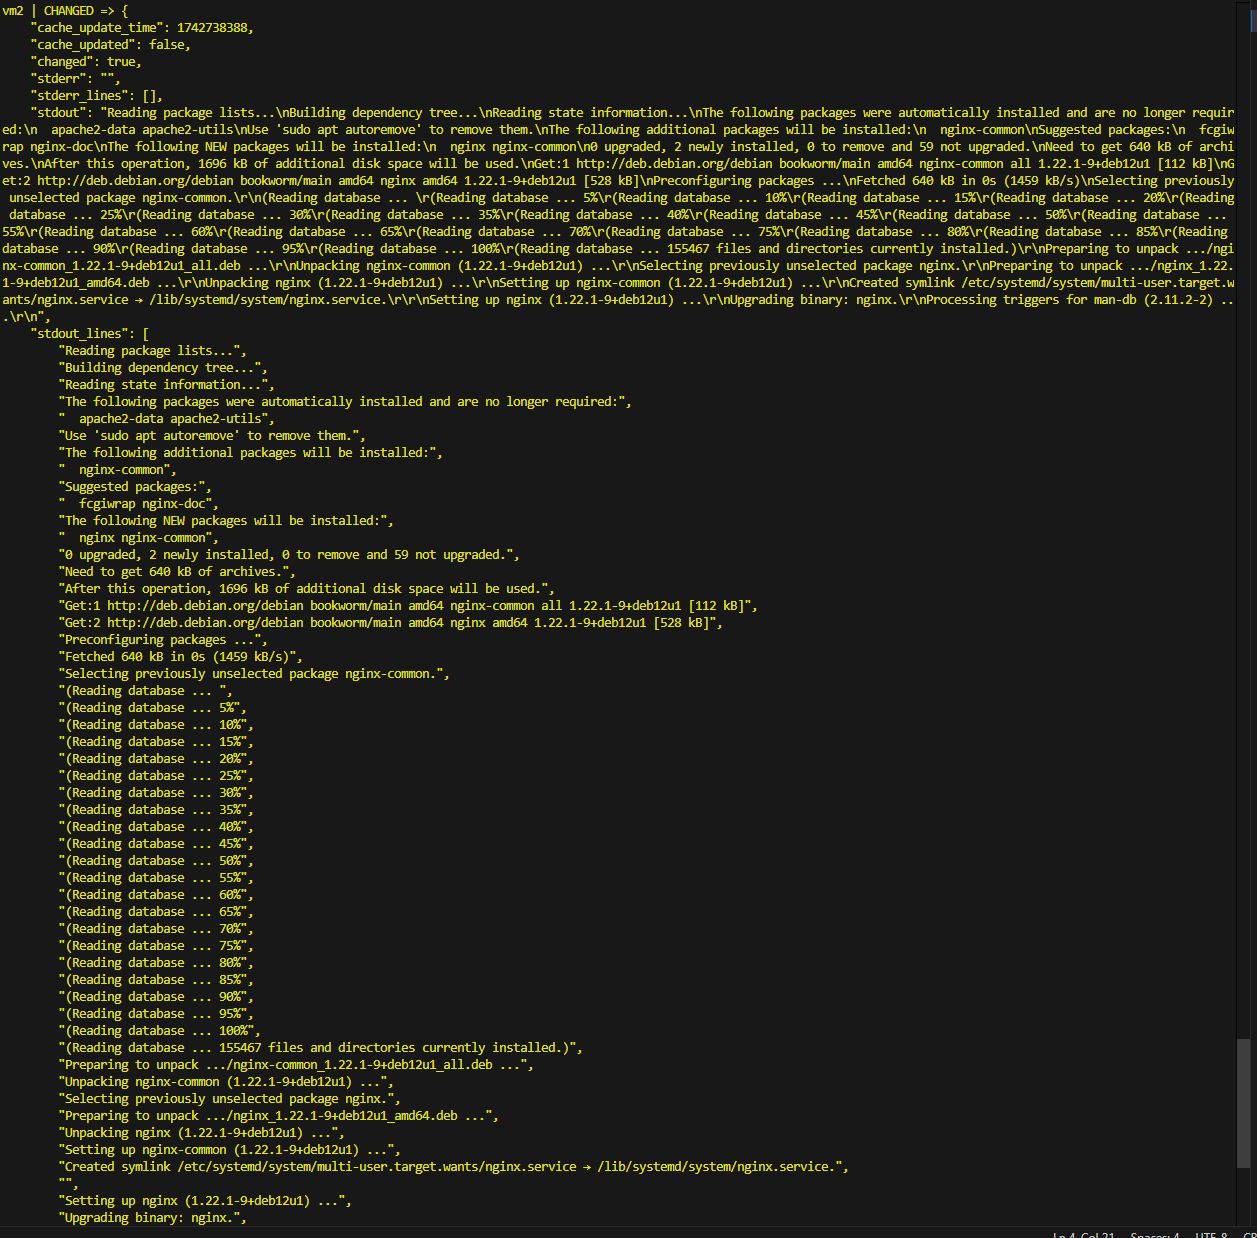 vm2 | CHANGED => {
    "cache_update_time": 1742738388,
    "cache_updated": false,
    "changed": true,
    "stderr": "",
    "stderr_lines": [],
    "stdout": "Reading package lists...\nBuilding dependency tree...\nReading state information...\nThe following packages were automatically installed and are no longer requir
ed:\n  apache2-data apache2-utils\nUse 'sudo apt autoremove' to remove them.\nThe following additional packages will be installed:\n  nginx-common\nSuggested packages:\n  fcgiw
rap nginx-doc\nThe following NEW packages will be installed:\n  nginx nginx-common\n0 upgraded, 2 newly installed, 0 to remove and 59 not upgraded.\nNeed to get 640 kB of archi
ves.\nAfter this operation, 1696 kB of additional disk space will be used.\nGet:1 http://deb.debian.org/debian bookworm/main amd64 nginx-common all 1.22.1-9+deb12u1 [112 kB]\nG
et:2 http://deb.debian.org/debian bookworm/main amd64 nginx amd64 1.22.1-9+deb12u1 [528 kB]\nPreconfiguring packages ...\nFetched 640 kB in 0s (1459 kB/s)\nSelecting previously
 unselected package nginx-common.\r\n(Reading database ... \r(Reading database ... 5%\r(Reading database ... 10%\r(Reading database ... 15%\r(Reading database ... 20%\r(Reading
 database ... 25%\r(Reading database ... 30%\r(Reading database ... 35%\r(Reading database ... 40%\r(Reading database ... 45%\r(Reading database ... 50%\r(Reading database ... 
55%\r(Reading database ... 60%\r(Reading database ... 65%\r(Reading database ... 70%\r(Reading database ... 75%\r(Reading database ... 80%\r(Reading database ... 85%\r(Reading 
database ... 90%\r(Reading database ... 95%\r(Reading database ... 100%\r(Reading database ... 155467 files and directories currently installed.)\r\nPreparing to unpack .../ngi
nx-common_1.22.1-9+deb12u1_all.deb ...\r\nUnpacking nginx-common (1.22.1-9+deb12u1) ...\r\nSelecting previously unselected package nginx.\r\nPreparing to unpack .../nginx_1.22.
1-9+deb12u1_amd64.deb ...\r\nUnpacking nginx (1.22.1-9+deb12u1) ...\r\nSetting up nginx-common (1.22.1-9+deb12u1) ...\r\nCreated symlink /etc/systemd/system/multi-user.target.w
ants/nginx.service → /lib/systemd/system/nginx.service.\r\r\nSetting up nginx (1.22.1-9+deb12u1) ...\r\nUpgrading binary: nginx.\r\nProcessing triggers for man-db (2.11.2-2) ..
.\r\n",
    "stdout_lines": [
        "Reading package lists...",
        "Building dependency tree...",
        "Reading state information...",
        "The following packages were automatically installed and are no longer required:",
        "  apache2-data apache2-utils",
        "Use 'sudo apt autoremove' to remove them.",
        "The following additional packages will be installed:",
        "  nginx-common",
        "Suggested packages:",
        "  fcgiwrap nginx-doc",
        "The following NEW packages will be installed:",
        "  nginx nginx-common",
        "0 upgraded, 2 newly installed, 0 to remove and 59 not upgraded.",
        "Need to get 640 kB of archives.",
        "After this operation, 1696 kB of additional disk space will be used.",
        "Get:1 http://deb.debian.org/debian bookworm/main amd64 nginx-common all 1.22.1-9+deb12u1 [112 kB]",
        "Get:2 http://deb.debian.org/debian bookworm/main amd64 nginx amd64 1.22.1-9+deb12u1 [528 kB]",
        "Preconfiguring packages ...",
        "Fetched 640 kB in 0s (1459 kB/s)",
        "Selecting previously unselected package nginx-common.",
        "(Reading database ... ",
        "(Reading database ... 5%",
        "(Reading database ... 10%",
        "(Reading database ... 15%",
        "(Reading database ... 20%",
        "(Reading database ... 25%",
        "(Reading database ... 30%",
        "(Reading database ... 35%",
        "(Reading database ... 40%",
        "(Reading database ... 45%",
        "(Reading database ... 50%",
        "(Reading database ... 55%",
        "(Reading database ... 60%",
        "(Reading database ... 65%",
        "(Reading database ... 70%",
        "(Reading database ... 75%",
        "(Reading database ... 80%",
        "(Reading database ... 85%",
        "(Reading database ... 90%",
        "(Reading database ... 95%",
        "(Reading database ... 100%",
        "(Reading database ... 155467 files and directories currently installed.)",
        "Preparing to unpack .../nginx-common_1.22.1-9+deb12u1_all.deb ...",
        "Unpacking nginx-common (1.22.1-9+deb12u1) ...",
        "Selecting previously unselected package nginx.",
        "Preparing to unpack .../nginx_1.22.1-9+deb12u1_amd64.deb ...",
        "Unpacking nginx (1.22.1-9+deb12u1) ...",
        "Setting up nginx-common (1.22.1-9+deb12u1) ...",
        "Created symlink /etc/systemd/system/multi-user.target.wants/nginx.service → /lib/systemd/system/nginx.service.",
        "",
        "Setting up nginx (1.22.1-9+deb12u1) ...",
        "Upgrading binary: nginx.",